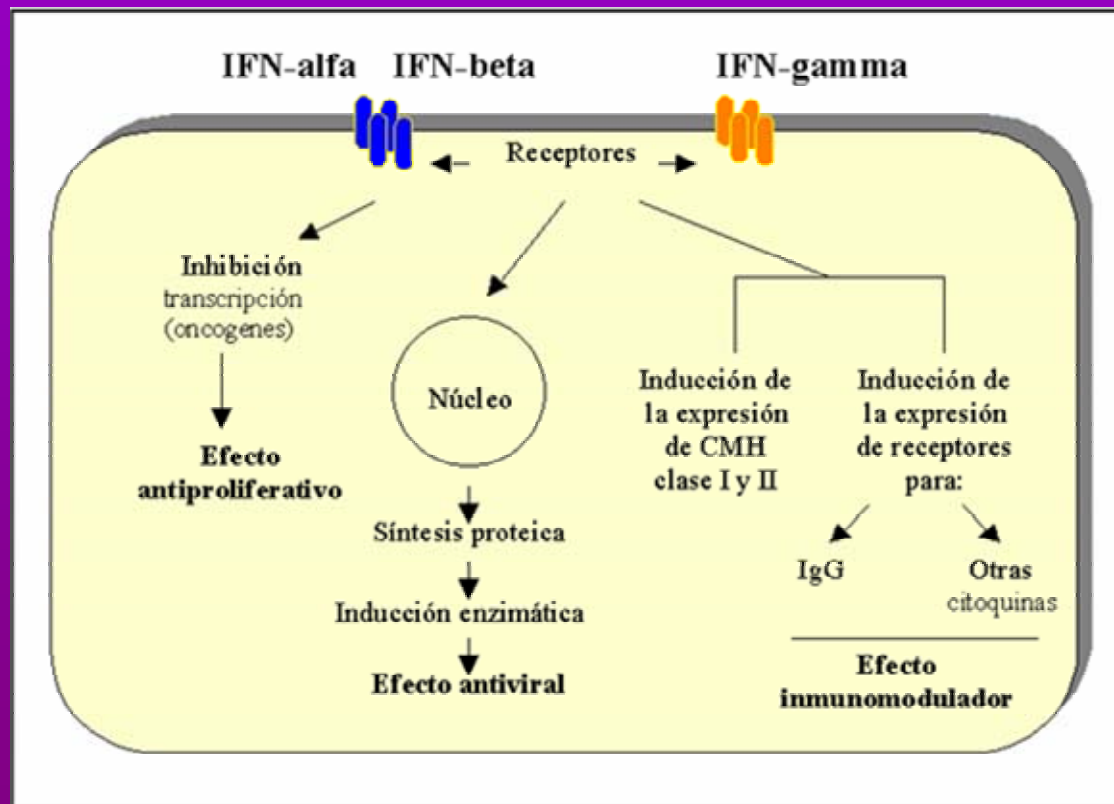 IFN-alfa IFN-beta IFN-gamma
Receptores
Inhibición
transcripción
(oncogenes)
Efecto
antiproliferativo
Núcleo
Síntesis proteica
Inducción enzimática
Efecto antiviral
Inducción de
la expresión
de CMH
clase I y II
Inducción de
la expresión
de receptores
para:
IgG
Otras
citoquinas
Efecto
inmunomodulador